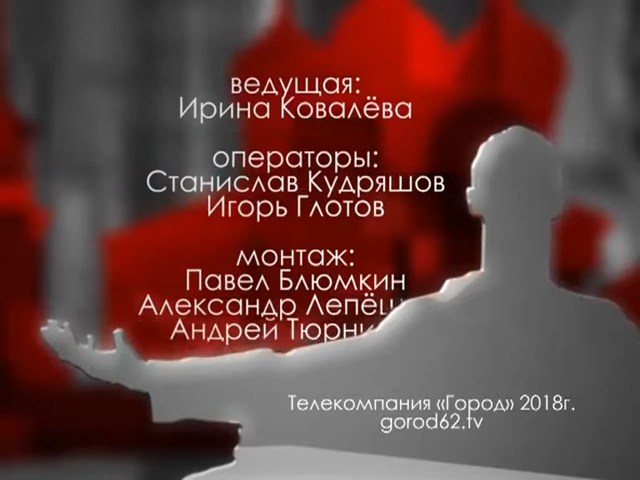 ведущая:
Ирина Ковалёва
операторы:
Станислав Кудряшов
Игорь Глотов
монтаж:
Павел Блюмкин
Александр
Андрей
Телекомпания «Город» 2018г.
gorod62.tv